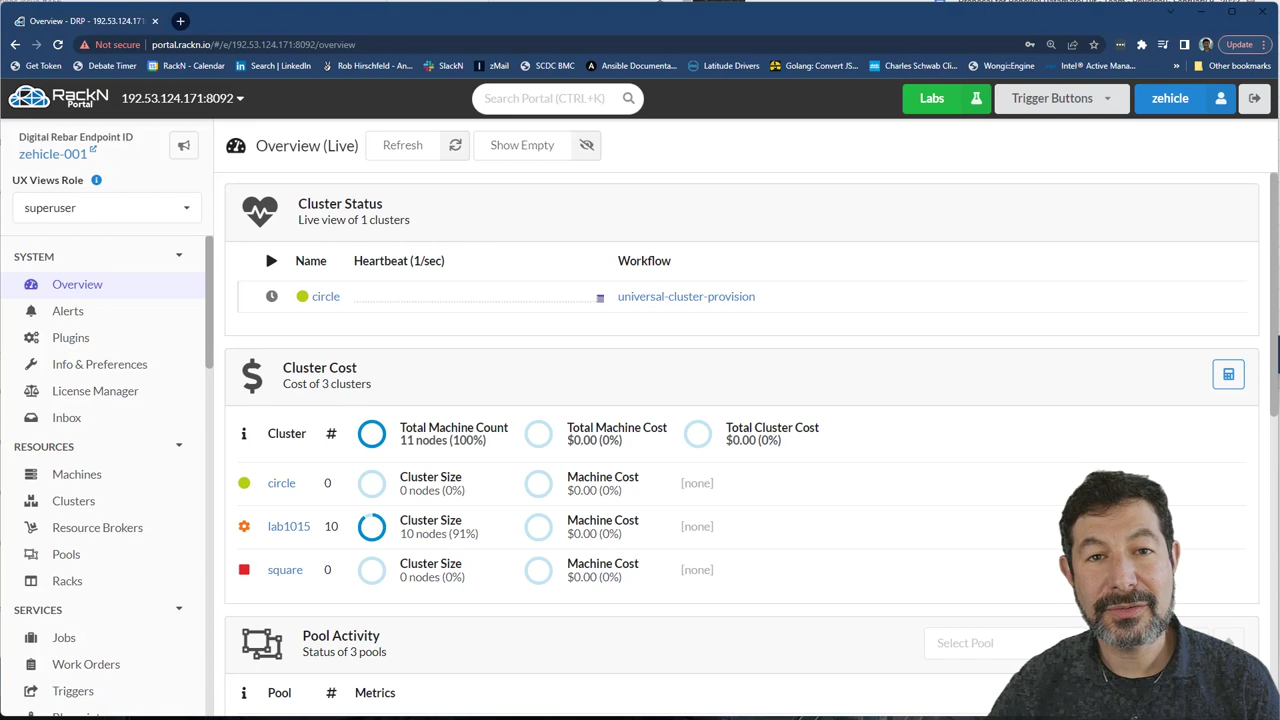 Overview - DRP - 192.53.124.171
Not secure
portal.rackn.io/#/e/192.53.124.171:8092/overview
Update
Get Token
Debate Timer
RackN - Calendar
Search | LinkedIn
Rob Hirschfeld - An...
SlackN
zMail
SCDC BMC
Ansible Documenta...
Latitude Drivers
Golang: Convert JS...
Charles Schwab Cli...
Wongi::Engine
Intel® Active Mana...
»
Other bookmarks
RackN
Portal
192.53.124.171:8092
Search Portal (CTRL+K)
Labs
Trigger Buttons
zehicle
Digital Rebar Endpoint ID
zehicle-001
UX Views Role
superuser
SYSTEM
Overview
Alerts
Plugins
Info & Preferences
License Manager
Inbox
RESOURCES
Machines
Clusters
Resource Brokers
Pools
Racks
SERVICES
Jobs
Work Orders
Triggers
Overview (Live)
Refresh
Show Empty
Cluster Status
Live view of 1 clusters
Name Heartbeat (1/sec) Workflow
circle universal-cluster-provision
Cluster Cost
Cost of 3 clusters
Cluster # Total Machine Count Total Machine Cost Total Cluster Cost
11 nodes (100%) $0.00 (0%) $0.00 (0%)
circle 0 Cluster Size Machine Cost [none]
0 nodes (0%) $0.00 (0%)
lab1015 10 Cluster Size Machine Cost [none]
10 nodes (91%) $0.00 (0%)
square 0 Cluster Size Machine Cost [none]
0 nodes (0%) $0.00 (0%)
Pool Activity
Status of 3 pools
Select Pool
Pool # Metrics